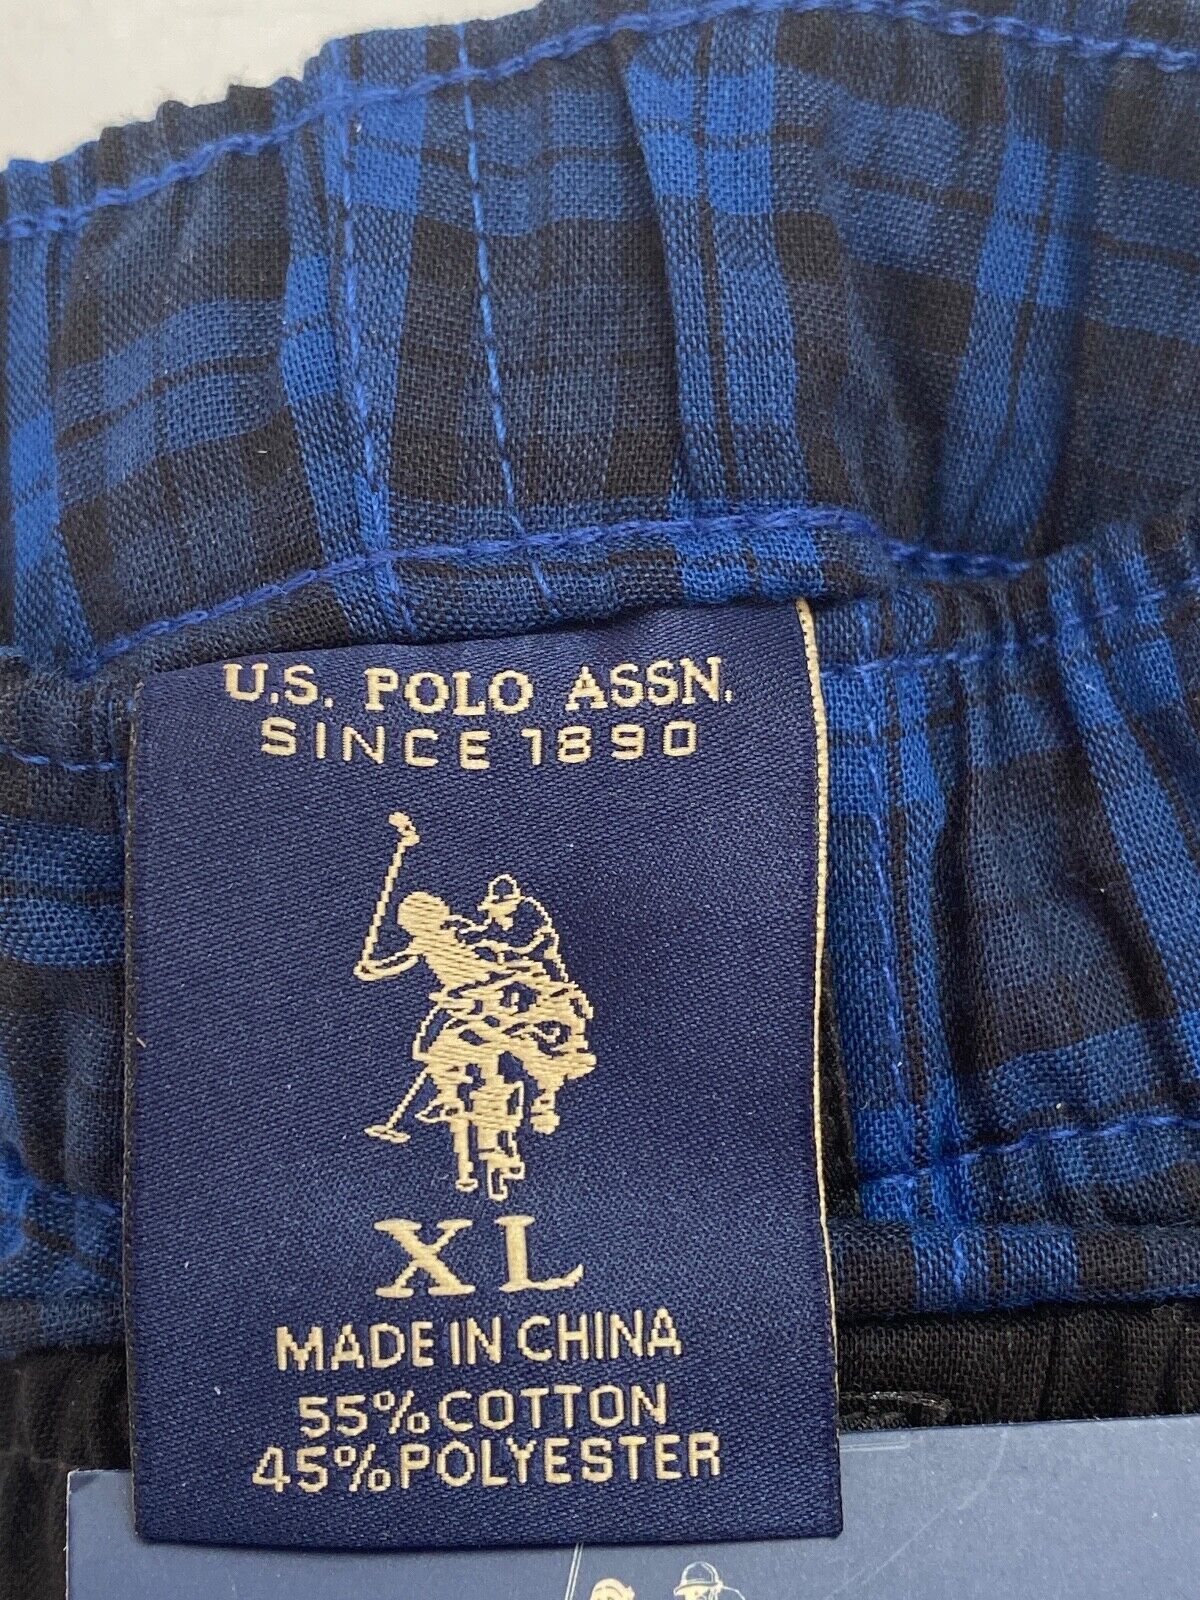 U.S. POLO ASSN.
SINCE 1890
XL
MADE IN CHINA
55% COTTON
45% POLYESTER